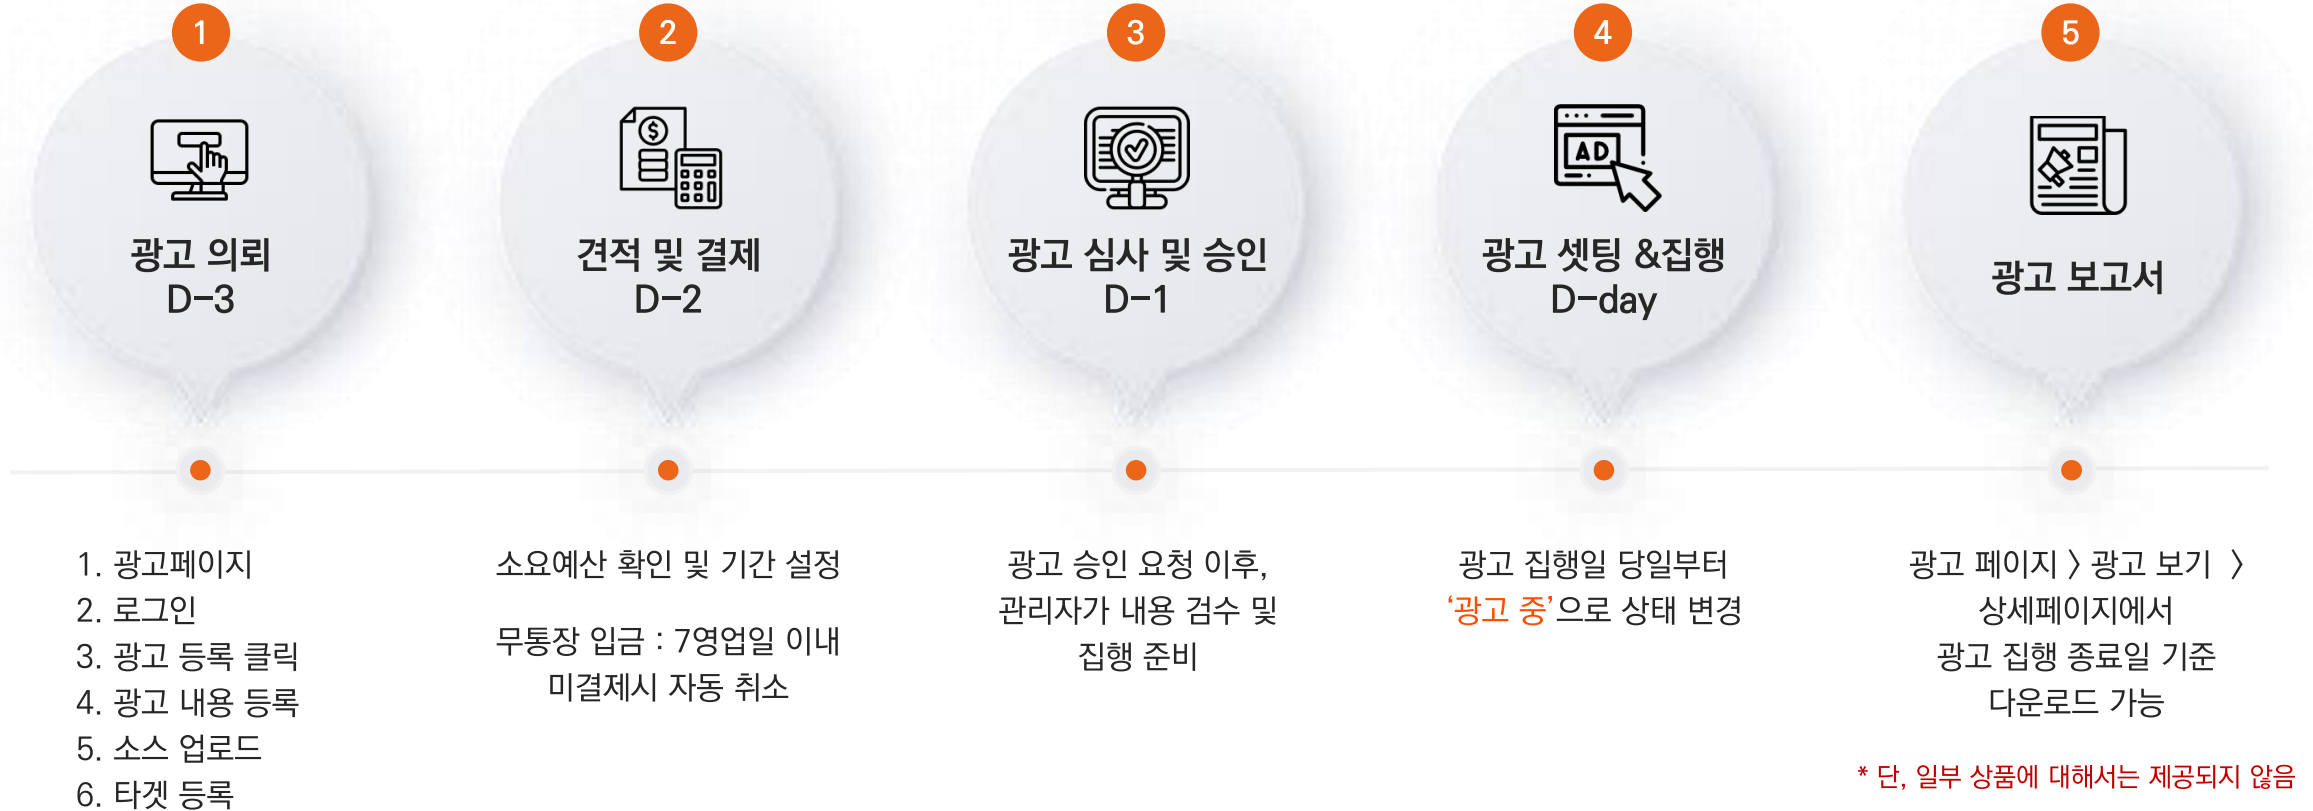 1
광고 의뢰
D-3
1. 광고페이지
2. 로그인
3. 광고 등록 클릭
4. 광고 내용 등록
5. 소스 업로드
6. 타겟 등록
2
견적 및 결제
D-2
소요예산 확인 및 기간 설정
무통장 입금 : 7영업일 이내
미결제시 자동 취소
3
광고 심사 및 승인
D-1
광고 승인 요청 이후,
관리자가 내용 검수 및
집행 준비
4
AD
광고 셋팅 &집행
D-day
광고 집행일 당일부터
‘광고 중’으로 상태 변경
5
광고 보고서
광고 페이지 > 광고 보기 >
상세페이지에서
광고 집행 종료일 기준
다운로드 가능
* 단, 일부 상품에 대해서는 제공되지 않음